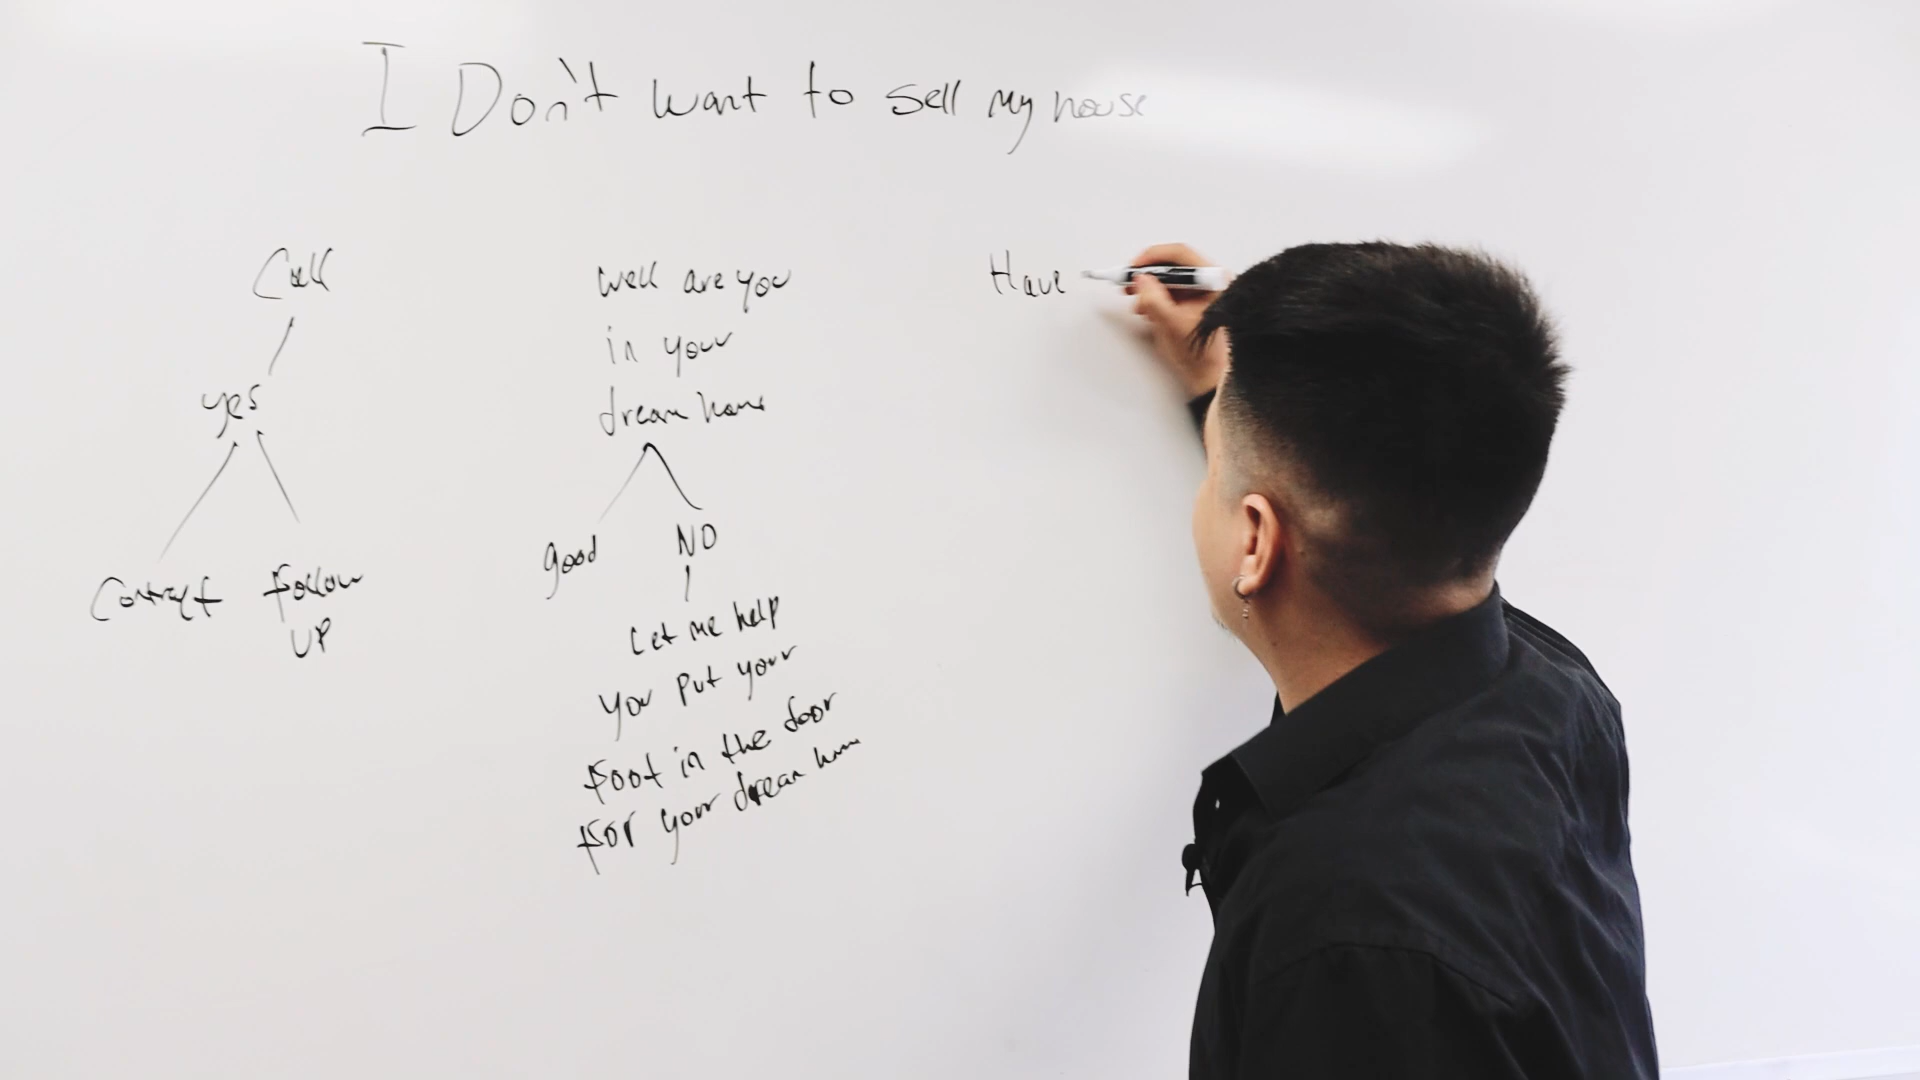 I Don't want to sell my house
Call
yes
Contract
Follow
UP
Well are you
in your
dream home
good
NO
Let me help
you put your
Foot in the door
For your dream home
Have